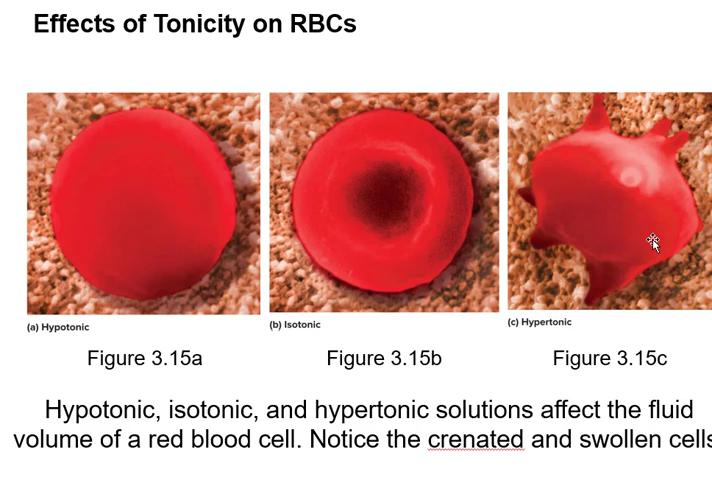 Effects of Tonicity on RBCs
(a) Hypotonic
(b) Isotonic
(c) Hypertonic
Figure 3.15a
Figure 3.15b
Figure 3.15c
Hypotonic, isotonic, and hypertonic solutions affect the fluid
volume of a red blood cell. Notice the crenated and swollen cells